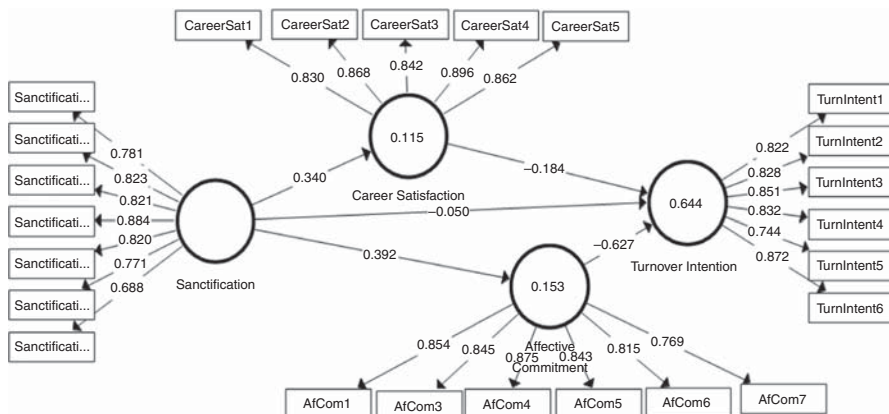 CareerSat1 CareerSat2 CareerSat3 CareerSat4 CareerSat5
0.830 0.868 0.842 0.896 0.862
0.115
Career Satisfaction
Sanctificati...
Sanctificati...
Sanctificati...
Sanctificati...
Sanctificati...
Sanctificati...
Sanctificati...
0.781
0.823
0.821
0.884
0.820
0.771
0.688
Sanctification
0.340
–0.050
0.392
–0.184
–0.627
0.644
Turnover Intention
0.822
0.828
0.851
0.832
0.744
0.872
TurnIntent1
TurnIntent2
TurnIntent3
TurnIntent4
TurnIntent5
TurnIntent6
0.153
Affective
Commitment
0.854 0.845 0.875 0.843 0.815 0.769
AfCom1 AfCom3 AfCom4 AfCom5 AfCom6 AfCom7